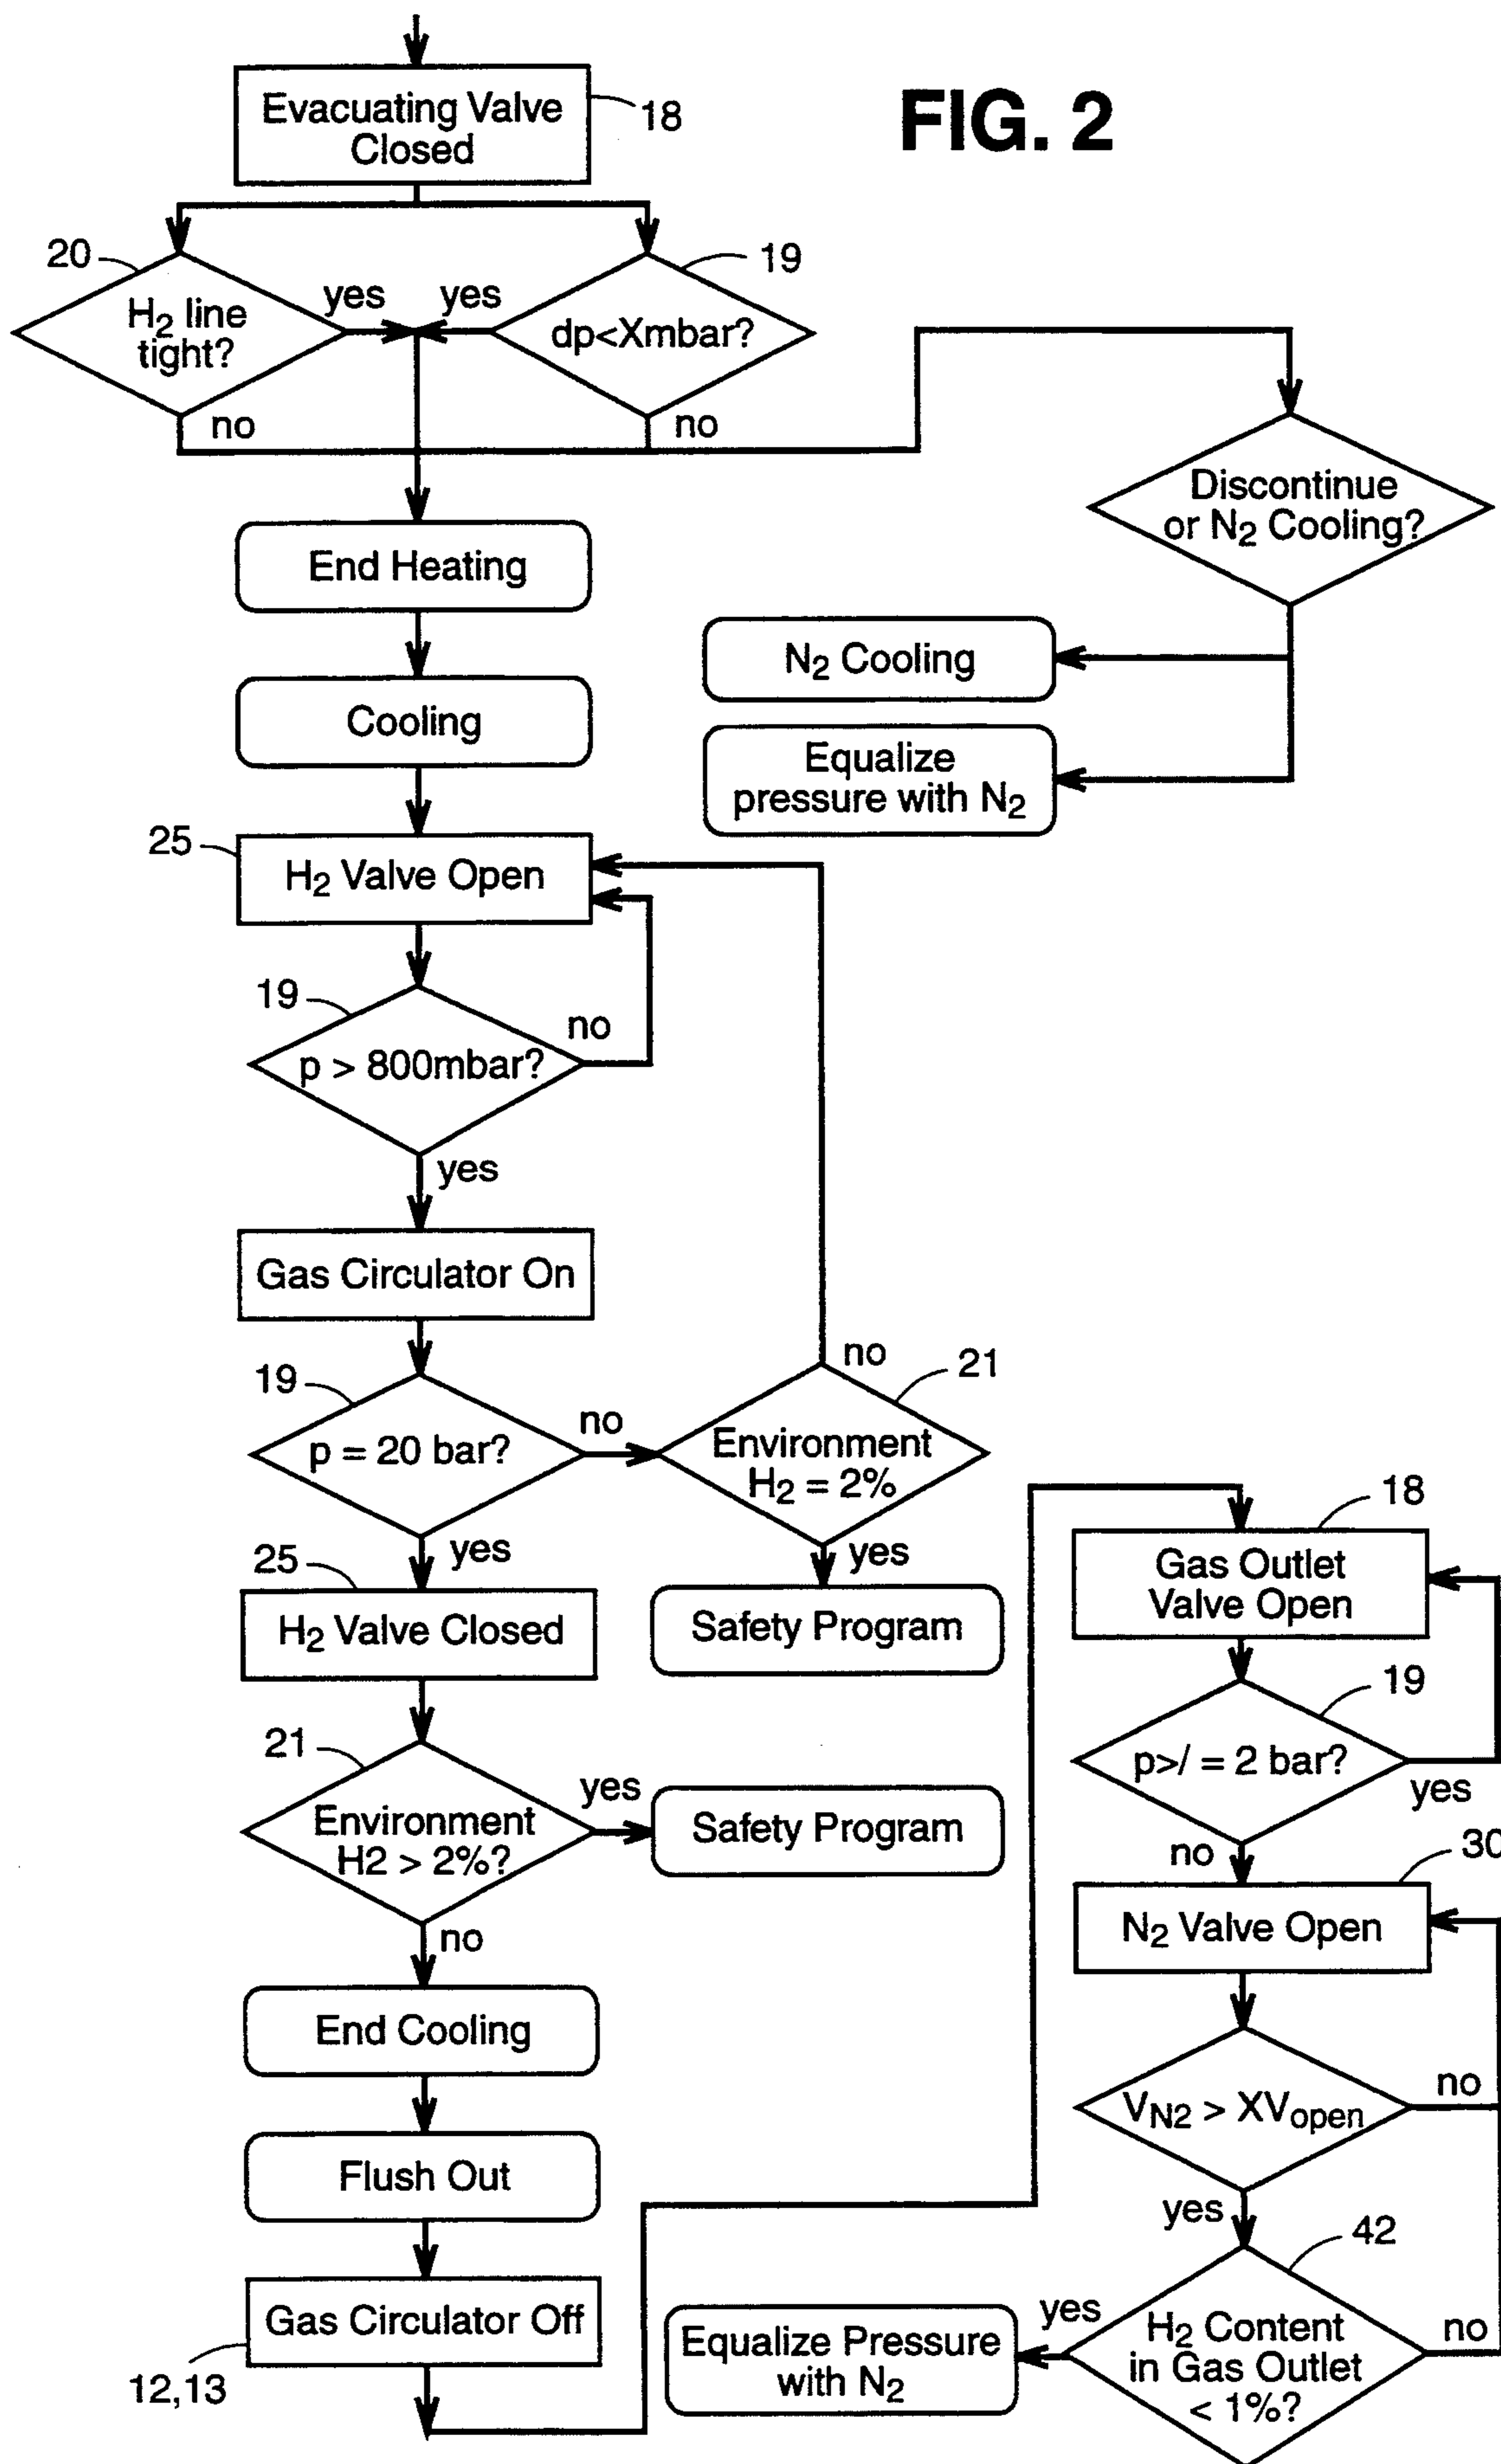 FIG. 2
Evacuating Valve
Closed
18
20
H2 line
tight?
yes
yes
19
dp<Xmbar?
no
no
Discontinue
or N2 Cooling?
End Heating
N2 Cooling
Cooling
Equalize
pressure with N2
25
H2 Valve Open
19
p > 800mbar?
no
yes
Gas Circulator On
19
p = 20 bar?
no
no
21
Environment
H2 = 2%
yes
yes
Safety Program
25
H2 Valve Closed
21
Environment
H2 > 2%?
yes
Safety Program
no
End Cooling
Flush Out
Gas Circulator Off
12,13
18
Gas Outlet
Valve Open
19
p>/ = 2 bar?
yes
no
30
N2 Valve Open
VN2 > XVopen
no
yes
42
H2 Content
in Gas Outlet
< 1%?
no
yes
Equalize Pressure
with N2